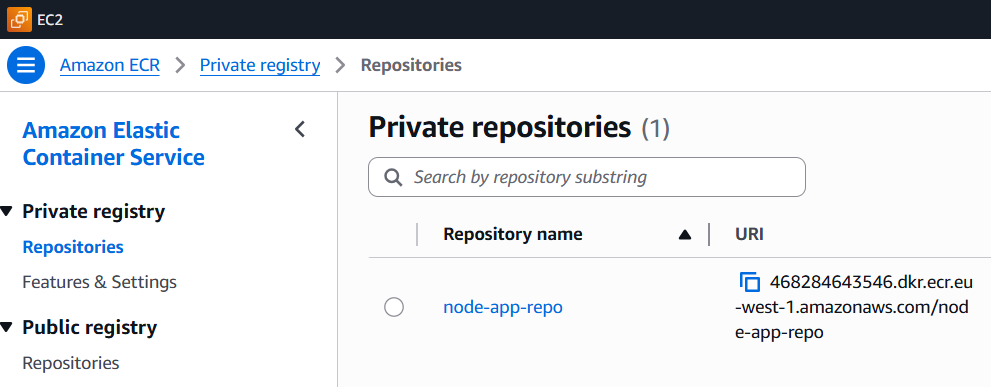 EC2
Amazon ECR > Private registry > Repositories
Amazon Elastic
Container Service
Private registry
Repositories
Features & Settings
Public registry
Repositories
Private repositories (1)
Search by repository substring
Repository name URI
node-app-repo
468284643546.dkr.ecr.eu
-west-1.amazonaws.com/nod
e-app-repo